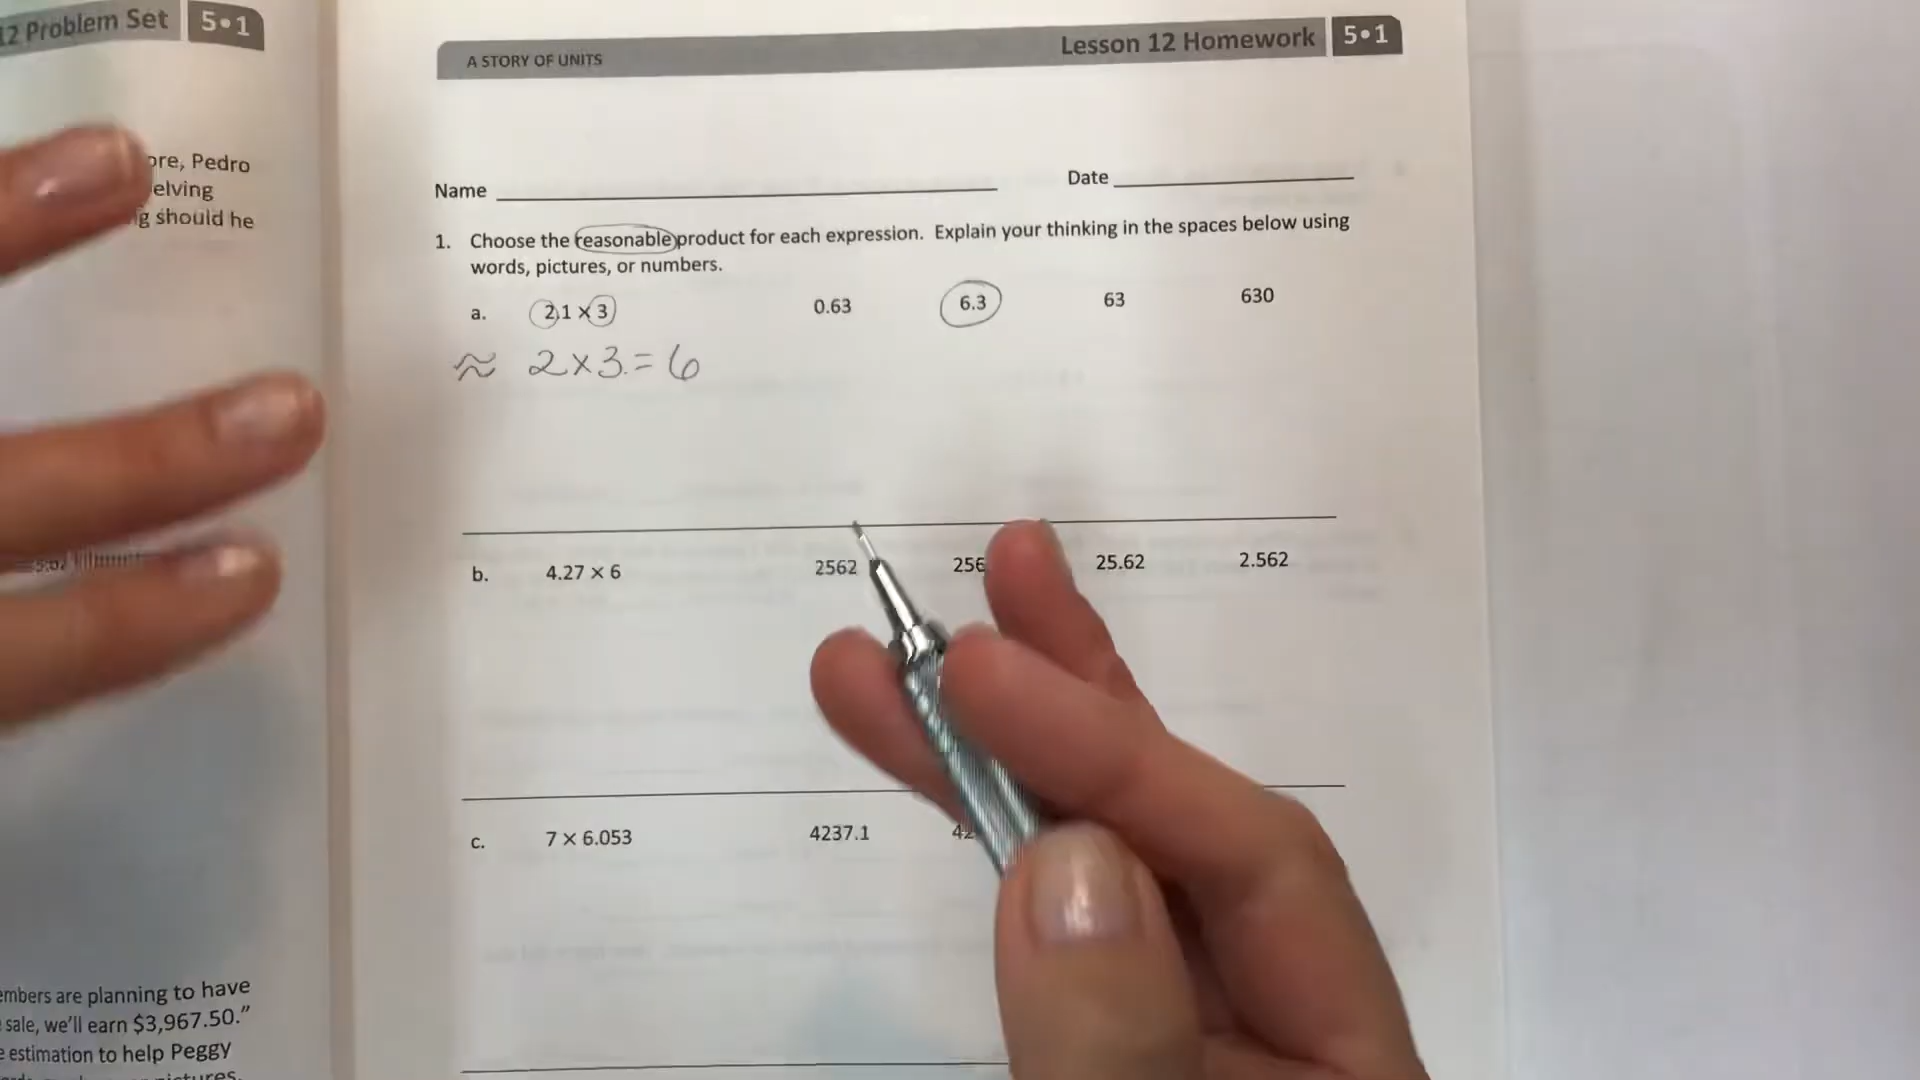 12 Problem Set 5•1
Pedro
should he
embers are planning to have
sale, we'll earn $3,967.50."
estimation to help Peggy
A STORY OF UNITS
Lesson 12 Homework 5•1
Name
Date
1. Choose the reasonable product for each expression. Explain your thinking in the spaces below using
words, pictures, or numbers.
a. 2.1 × 3 0.63 6.3 63 630
≈ 2 × 3 = 6
b. 4.27 × 6 2562 256 25.62 2.562
c. 7 × 6.053 4237.1 42